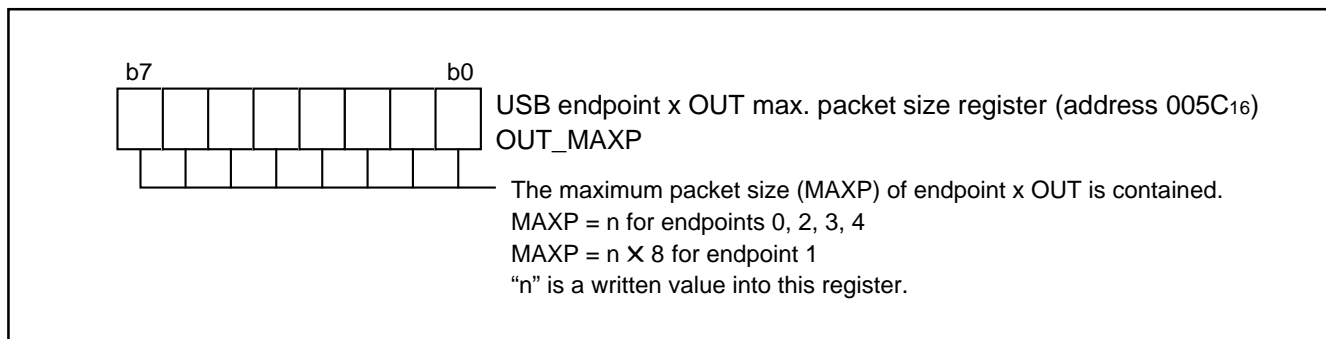 b7 b0
USB endpoint x OUT max. packet size register (address 005C16)
OUT_MAXP
The maximum packet size (MAXP) of endpoint x OUT is contained.
MAXP = n for endpoints 0, 2, 3, 4
MAXP = n ✕ 8 for endpoint 1
“n” is a written value into this register.